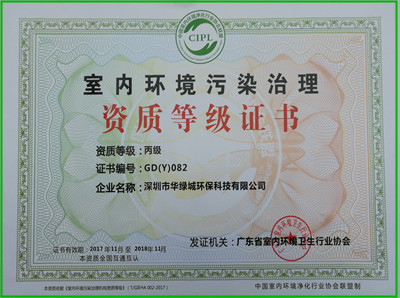 CIPL
室内环境污染治理
资质等级证书
资质等级：丙级
证书编号：GD(Y)082
企业名称：深圳市华绿城环保科技有限公司
证书有效期：2017年11月至2018年11月
本资质全国互通互认
发证机关：广东省室内环境卫生行业协会
中国室内环境净化行业协会联盟制